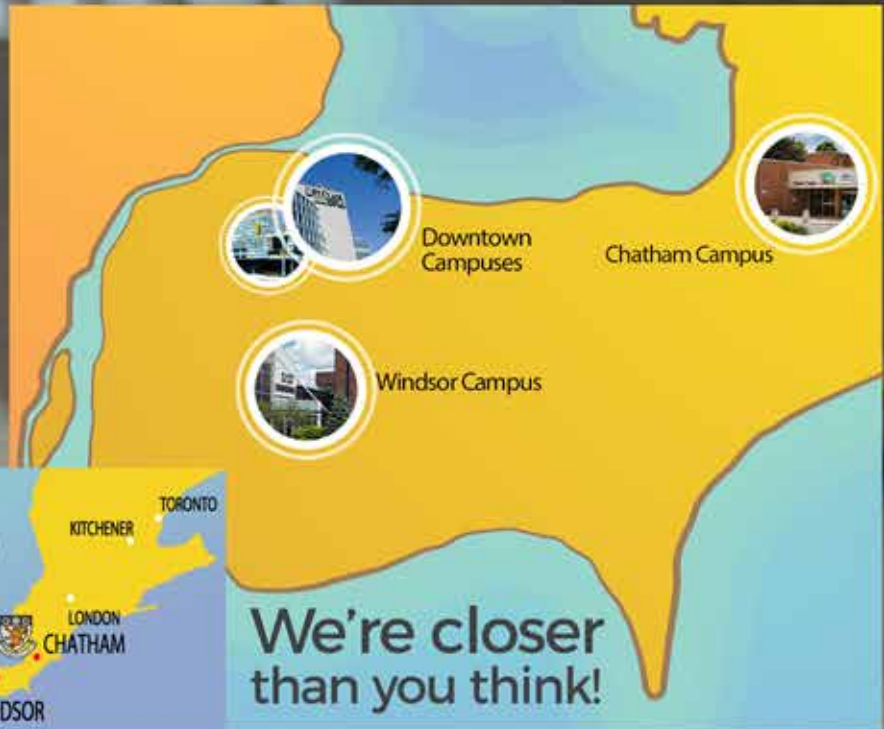 Downtown
Campuses
Chatham Campus
Windsor Campus
TORONTO
KITCHENER
LONDON
CHATHAM
DSOR
We're closer
than you think!